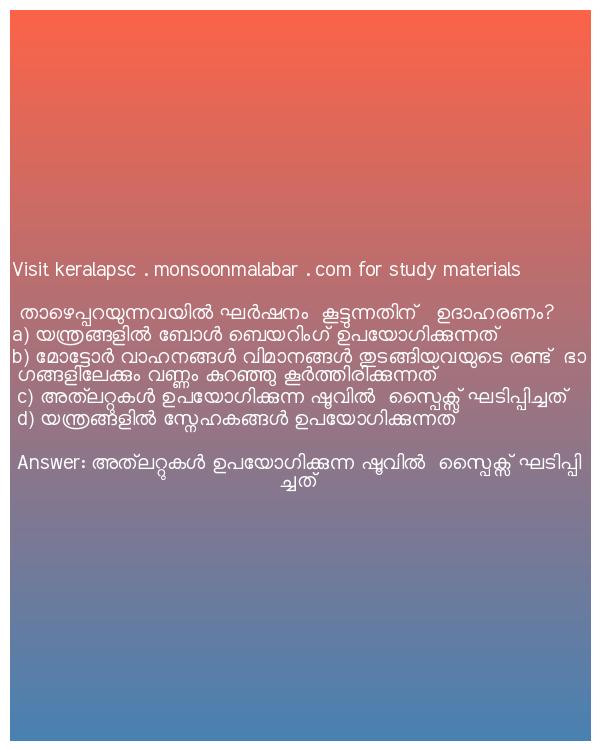 Visit keralapsc . monsoonmalabar . com for study materials
താഴെപ്പറയുന്നവയിൽ ഘർഷനം കൂട്ടുന്നതിന് ഉദാഹരണം?
a) യന്ത്രങ്ങളിൽ ബോൾ ബെയറിംഗ് ഉപയോഗിക്കുന്നത്
b) മോട്ടോർ വാഹനങ്ങൾ വിമാനങ്ങൾ തുടങ്ങിയവയുടെ രണ്ട് ഭാ
ഗങ്ങളിലേക്കും വണ്ണം കുറഞ്ഞു കൂർത്തിരിക്കുന്നത്
c) അത്‌ലറ്റുകൾ ഉപയോഗിക്കുന്ന ഷൂവിൽ സ്പൈക്സ് ഘടിപ്പിച്ചത്
d) യന്ത്രങ്ങളിൽ സ്നേഹകങ്ങൾ ഉപയോഗിക്കുന്നത്
Answer: അത്‌ലറ്റുകൾ ഉപയോഗിക്കുന്ന ഷൂവിൽ സ്പൈക്സ് ഘടിപ്പി
ച്ചത്